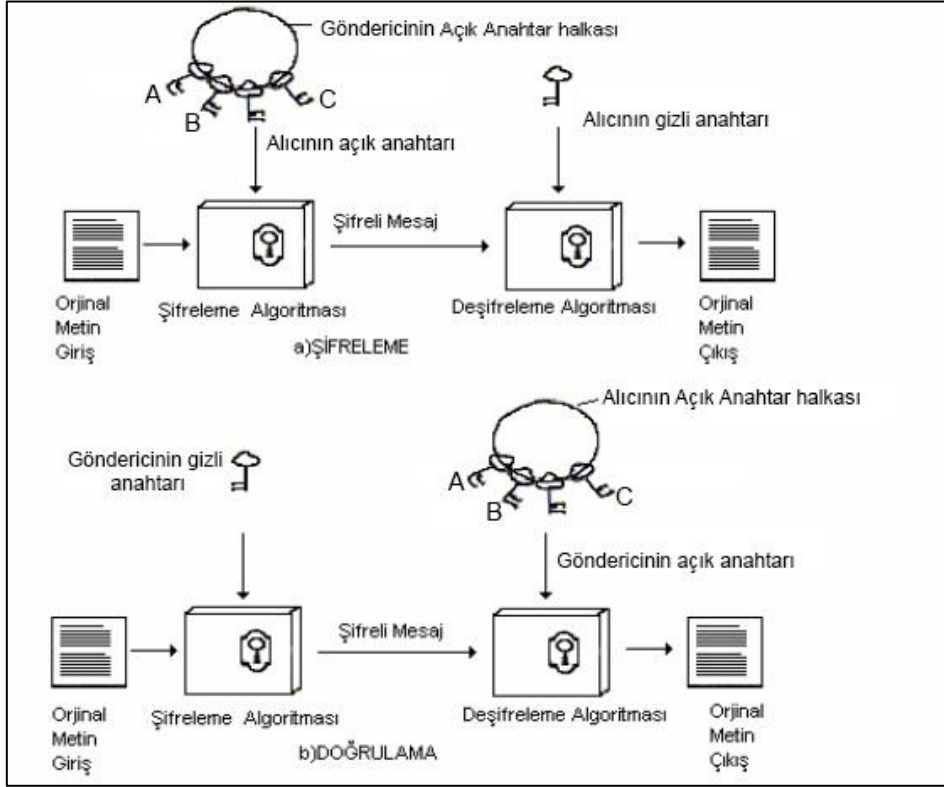 Göndericinin Açık Anahtar halkası
A
B
C
Alıcının gizli anahtarı
Alıcının açık anahtarı
Şifreli Mesaj
Orjinal
Metin
Giriş
Şifreleme Algoritması
Deşifreleme Algoritması
Orjinal
Metin
Çıkış
a)ŞİFRELEME
Alıcının Açık Anahtar halkası
Göndericinin gizli
anahtarı
A
B
C
Göndericinin açık anahtarı
Şifreli Mesaj
Orjinal
Metin
Giriş
Şifreleme Algoritması
Deşifreleme Algoritması
Orjinal
Metin
Çıkış
b)DOĞRULAMA